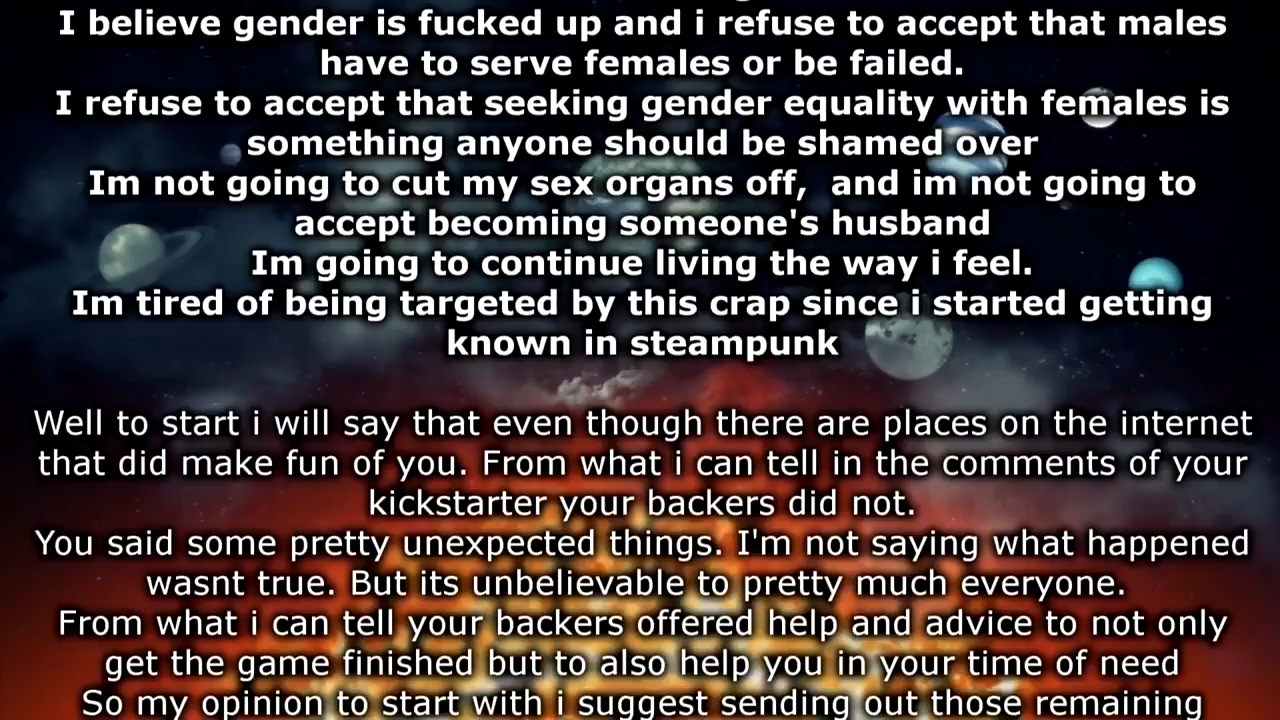 I believe gender is fucked up and i refuse to accept that males
have to serve females or be failed.
I refuse to accept that seeking gender equality with females is
something anyone should be shamed over
Im not going to cut my sex organs off,  and im not going to
accept becoming someone's husband
Im going to continue living the way i feel.
Im tired of being targeted by this crap since i started getting
known in steampunk
Well to start i will say that even though there are places on the internet
that did make fun of you. From what i can tell in the comments of your
kickstarter your backers did not.
You said some pretty unexpected things. I'm not saying what happened
wasnt true. But its unbelievable to pretty much everyone.
From what i can tell your backers offered help and advice to not only
get the game finished but to also help you in your time of need
So my opinion to start with i suggest sending out those remaining